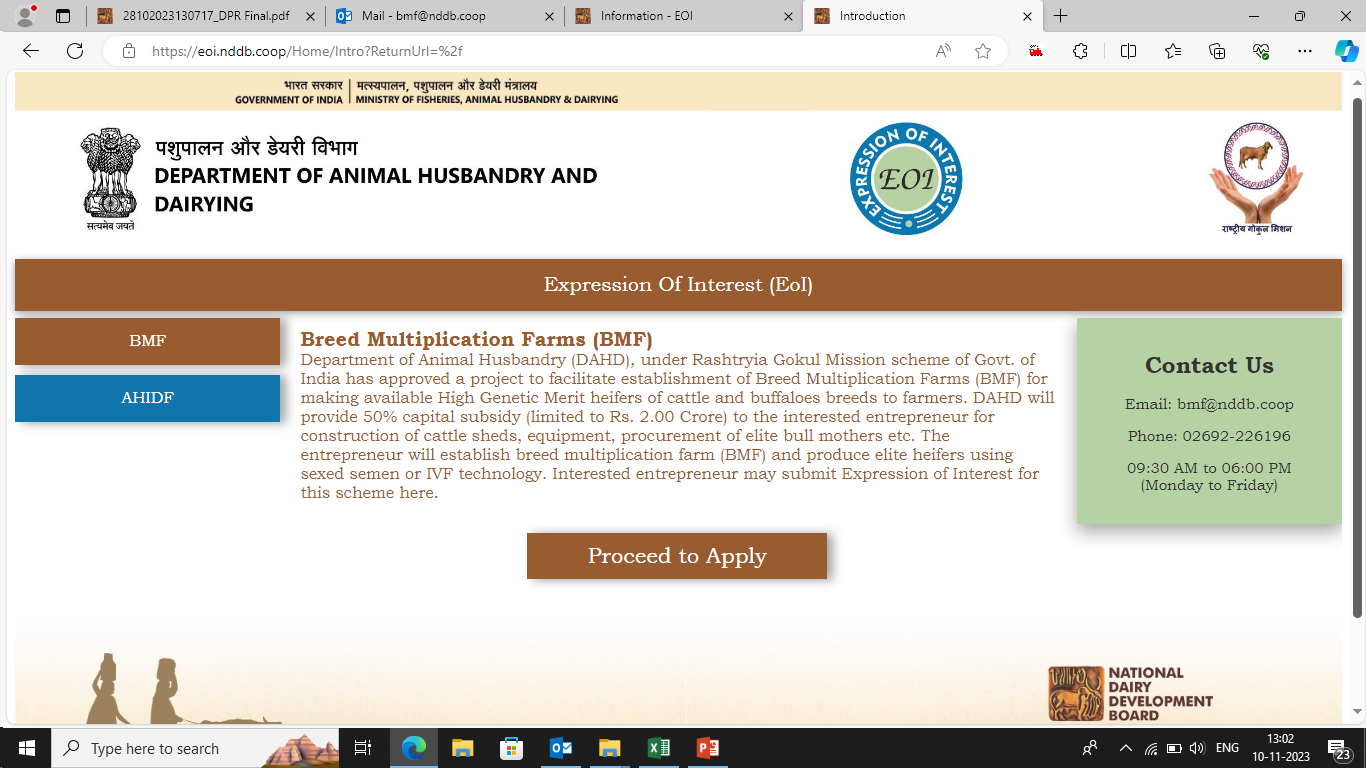 28102023130717_DPR Final.pdf
Mail - bmf@nddb.coop
Information - EOI
Introduction
https://eoi.nddb.coop/Home/Intro?ReturnUrl=%2f
भारत सरकार | मत्स्यपालन, पशुपालन और डेयरी मंत्रालय
GOVERNMENT OF INDIA | MINISTRY OF FISHERIES, ANIMAL HUSBANDRY & DAIRYING
पशुपालन और डेयरी विभाग
DEPARTMENT OF ANIMAL HUSBANDRY AND
DAIRYING
सत्यमेव जयते
EXPRESSION OF INTEREST
EOI
राष्ट्रीय गोकुल मिशन
Expression Of Interest (EoI)
BMF
AHIDF
Breed Multiplication Farms (BMF)
Department of Animal Husbandry (DAHD), under Rashtryia Gokul Mission scheme of Govt. of
India has approved a project to facilitate establishment of Breed Multiplication Farms (BMF) for
making available High Genetic Merit heifers of cattle and buffaloes breeds to farmers. DAHD will
provide 50% capital subsidy (limited to Rs. 2.00 Crore) to the interested entrepreneur for
construction of cattle sheds, equipment, procurement of elite bull mothers etc. The
entrepreneur will establish breed multiplication farm (BMF) and produce elite heifers using
sexed semen or IVF technology. Interested entrepreneur may submit Expression of Interest for
this scheme here.
Proceed to Apply
Contact Us
Email: bmf@nddb.coop
Phone: 02692-226196
09:30 AM to 06:00 PM
(Monday to Friday)
NATIONAL
DAIRY
DEVELOPMENT
BOARD
Type here to search
ENG
13:02
10-11-2023
23